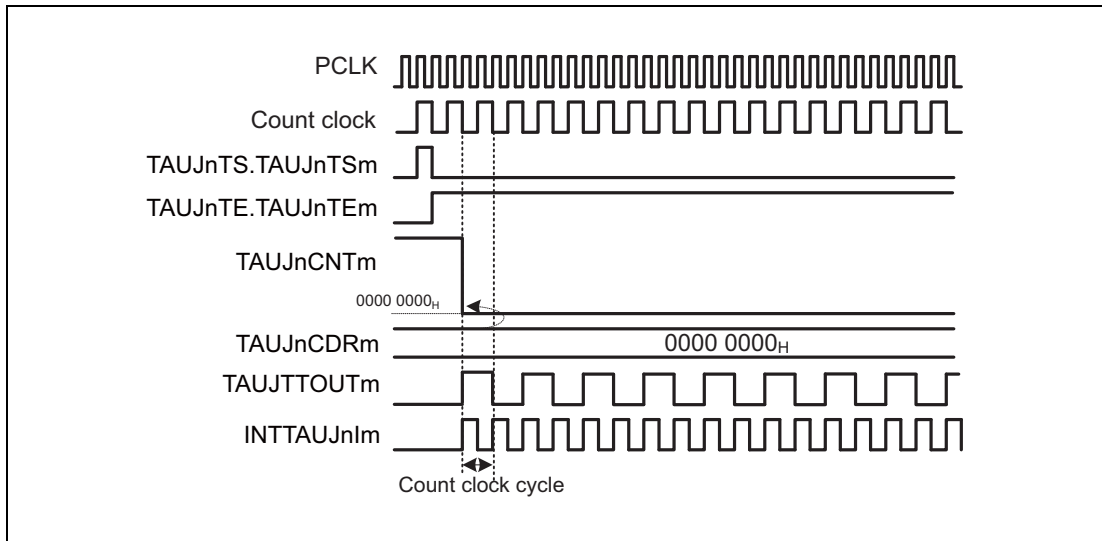 PCLK
Count clock
TAUJnTS.TAUJnTSm
TAUJnTE.TAUJnTEm
TAUJnCNTm
0000 0000H
TAUJnCDRm 0000 0000H
TAUJTTOUTm
INTTAUJnIm
Count clock cycle